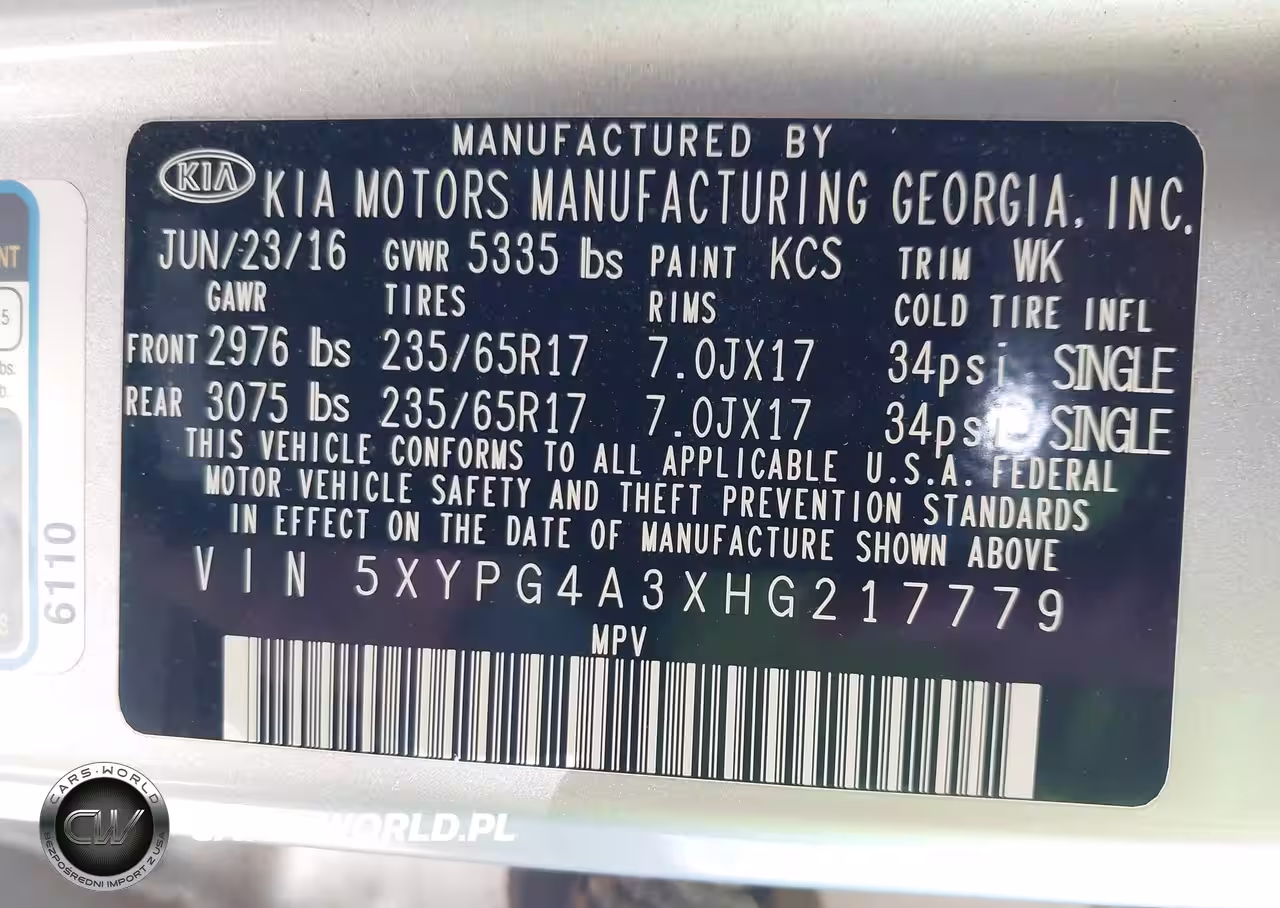 MANUFACTURED BY
KIA KIA MOTORS MANUFACTURING GEORGIA, INC.
JUN/23/16 GVWR 5335 lbs PAINT KCS TRIM WK
GAWR TIRES RIMS COLD TIRE INFL
FRONT 2976 lbs 235/65R17 7.0JX17 34psi SINGLE
REAR 3075 lbs 235/65R17 7.0JX17 34psi SINGLE
THIS VEHICLE CONFORMS TO ALL APPLICABLE U.S.A. FEDERAL
MOTOR VEHICLE SAFETY AND THEFT PREVENTION STANDARDS
IN EFFECT ON THE DATE OF MANUFACTURE SHOWN ABOVE
VIN 5XYPG4A3XHG217779
MPV
6110
CARS-WORLD
CW
BEZPOŚREDNI IMPORT Z USA